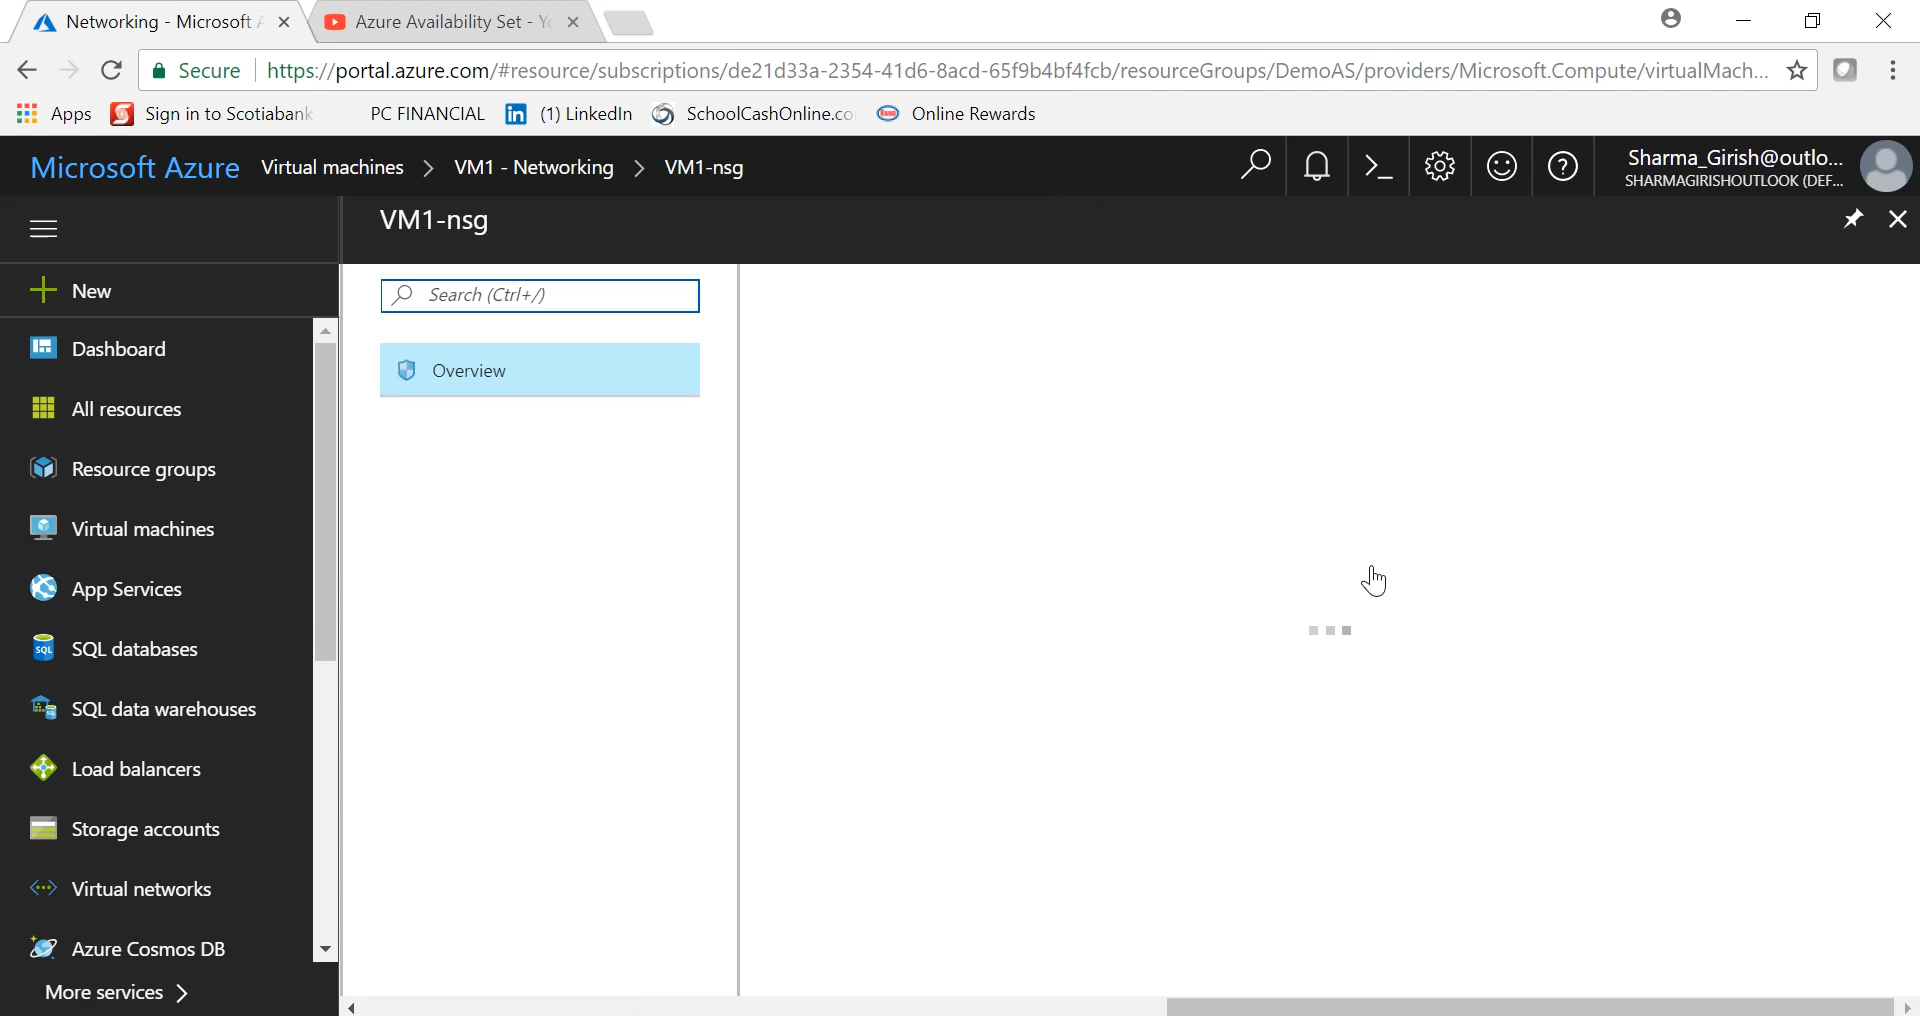 Networking - Microsoft A
Azure Availability Set - Yo
Secure
https://portal.azure.com/#resource/subscriptions/de21d33a-2354-41d6-8acd-65f9b4bf4fcb/resourceGroups/DemoAS/providers/Microsoft.Compute/virtualMach...
Apps
Sign in to Scotiabank
PC FINANCIAL
(1) LinkedIn
SchoolCashOnline.co
Online Rewards
Microsoft Azure
Virtual machines > VM1 - Networking > VM1-nsg
Sharma_Girish@outlo...
SHARMAGIRISHOUTLOOK (DEF...
VM1-nsg
New
Dashboard
All resources
Resource groups
Virtual machines
App Services
SQL databases
SQL data warehouses
Load balancers
Storage accounts
Virtual networks
Azure Cosmos DB
More services >
Search (Ctrl+/)
Overview